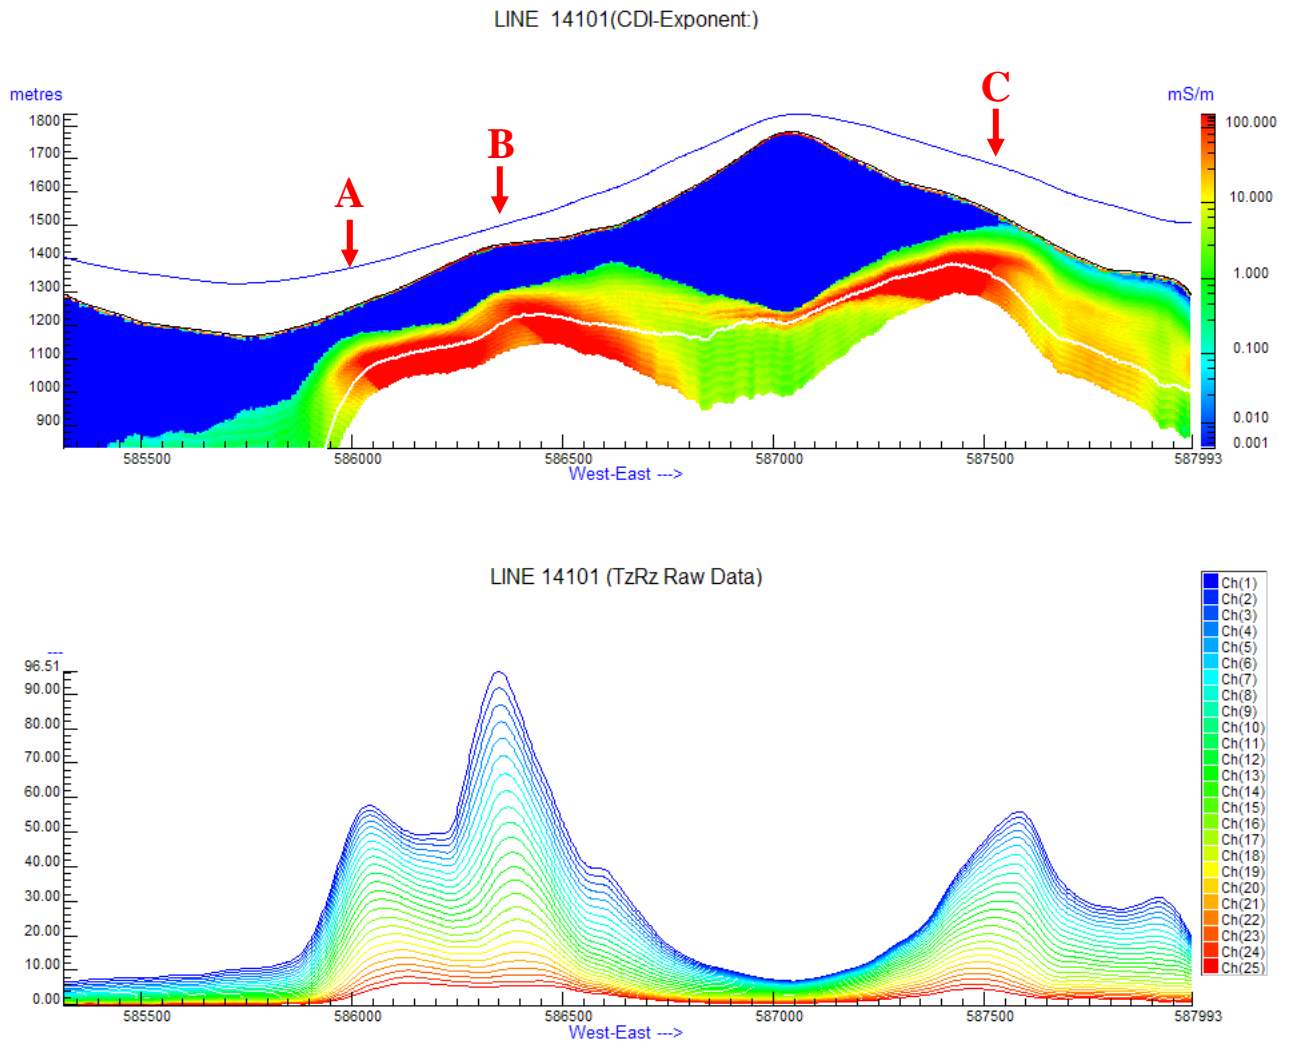 LINE 14101(CDI-Exponent:)
metres
mS/m
A
B
C
1800
1700
1600
1500
1400
1300
1200
1100
1000
900
100.000
10.000
1.000
0.100
0.010
0.001
585500
586000
586500
587000
587500
587993
West-East --->
LINE 14101 (TzRz Raw Data)
---
96.51
90.00
80.00
70.00
60.00
50.00
40.00
30.00
20.00
10.00
0.00
585500
586000
586500
587000
587500
587993
West-East --->
Ch(1)
Ch(2)
Ch(3)
Ch(4)
Ch(5)
Ch(6)
Ch(7)
Ch(8)
Ch(9)
Ch(10)
Ch(11)
Ch(12)
Ch(13)
Ch(14)
Ch(15)
Ch(16)
Ch(17)
Ch(18)
Ch(19)
Ch(20)
Ch(21)
Ch(22)
Ch(23)
Ch(24)
Ch(25)